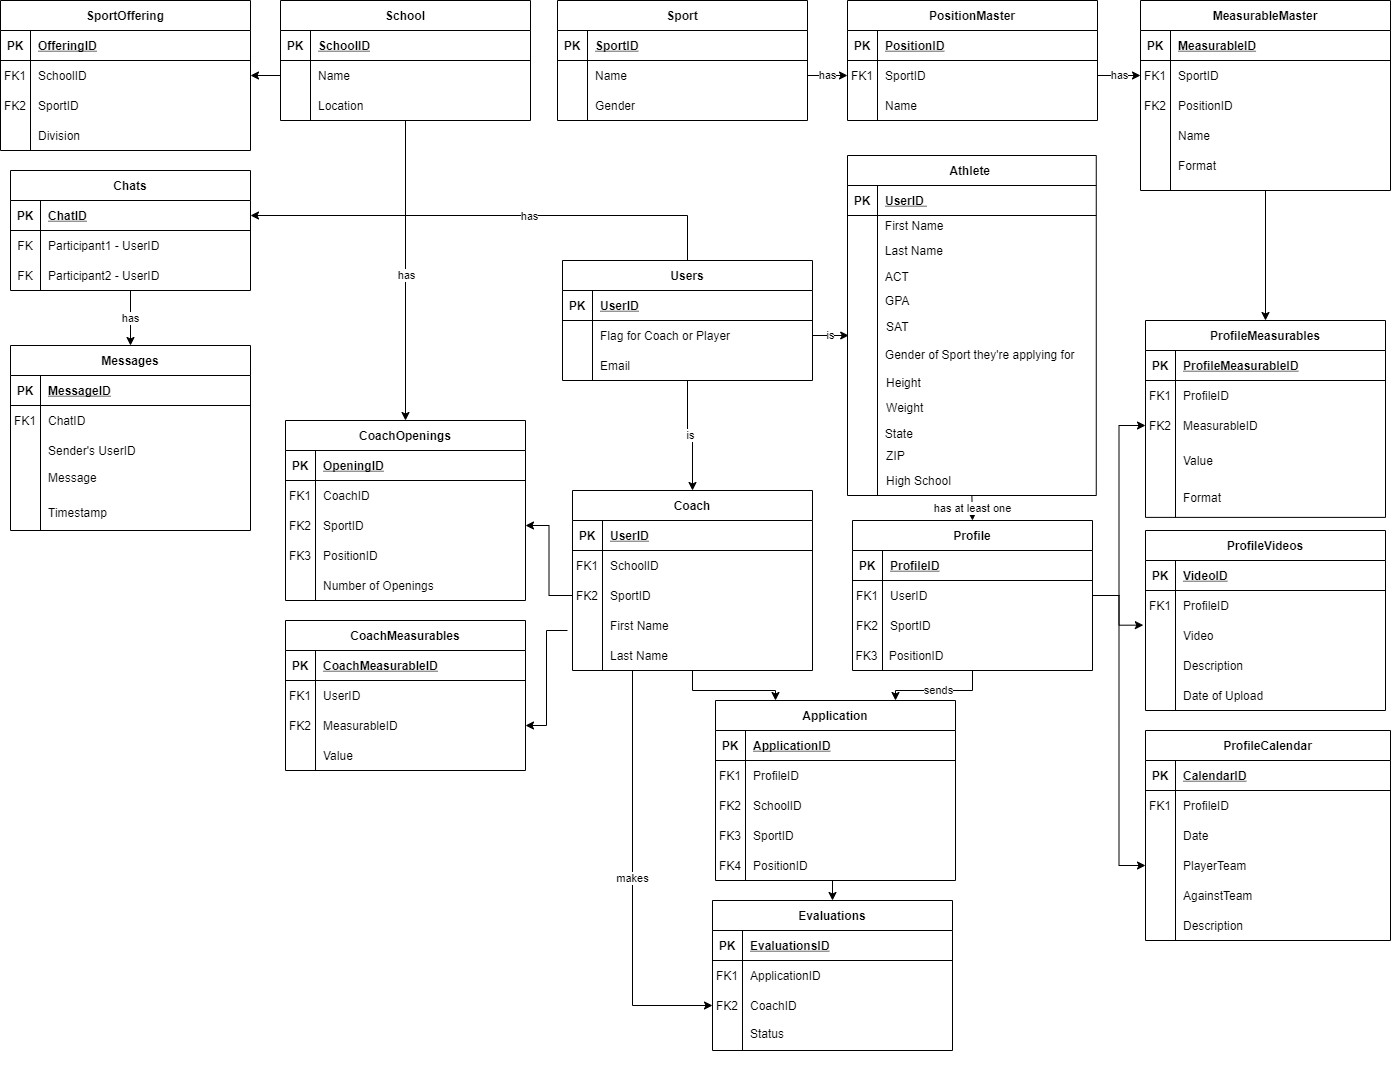 SportOffering
PK OfferingID
FK1 SchoolID
FK2 SportID
Division
School
PK SchoolID
Name
Location
Sport
PK SportID
Name
Gender
has
PositionMaster
PK PositionID
FK1 SportID
Name
has
MeasurableMaster
PK MeasurableID
FK1 SportID
FK2 PositionID
Name
Format
Chats
PK ChatID
FK Participant1 - UserID
FK Participant2 - UserID
has
has
has
Messages
PK MessageID
FK1 ChatID
Sender's UserID
Message
Timestamp
Users
PK UserID
Flag for Coach or Player
Email
is
is
Athlete
PK UserID
First Name
Last Name
ACT
GPA
SAT
Gender of Sport they're applying for
Height
Weight
State
ZIP
High School
has at least one
ProfileMeasurables
PK ProfileMeasurableID
FK1 ProfileID
FK2 MeasurableID
Value
Format
CoachOpenings
PK OpeningID
FK1 CoachID
FK2 SportID
FK3 PositionID
Number of Openings
Coach
PK UserID
FK1 SchoolID
FK2 SportID
First Name
Last Name
Profile
PK ProfileID
FK1 UserID
FK2 SportID
FK3 PositionID
sends
ProfileVideos
PK VideoID
FK1 ProfileID
Video
Description
Date of Upload
CoachMeasurables
PK CoachMeasurableID
FK1 UserID
FK2 MeasurableID
Value
makes
Application
PK ApplicationID
FK1 ProfileID
FK2 SchoolID
FK3 SportID
FK4 PositionID
ProfileCalendar
PK CalendarID
FK1 ProfileID
Date
PlayerTeam
AgainstTeam
Description
Evaluations
PK EvaluationsID
FK1 ApplicationID
FK2 CoachID
Status